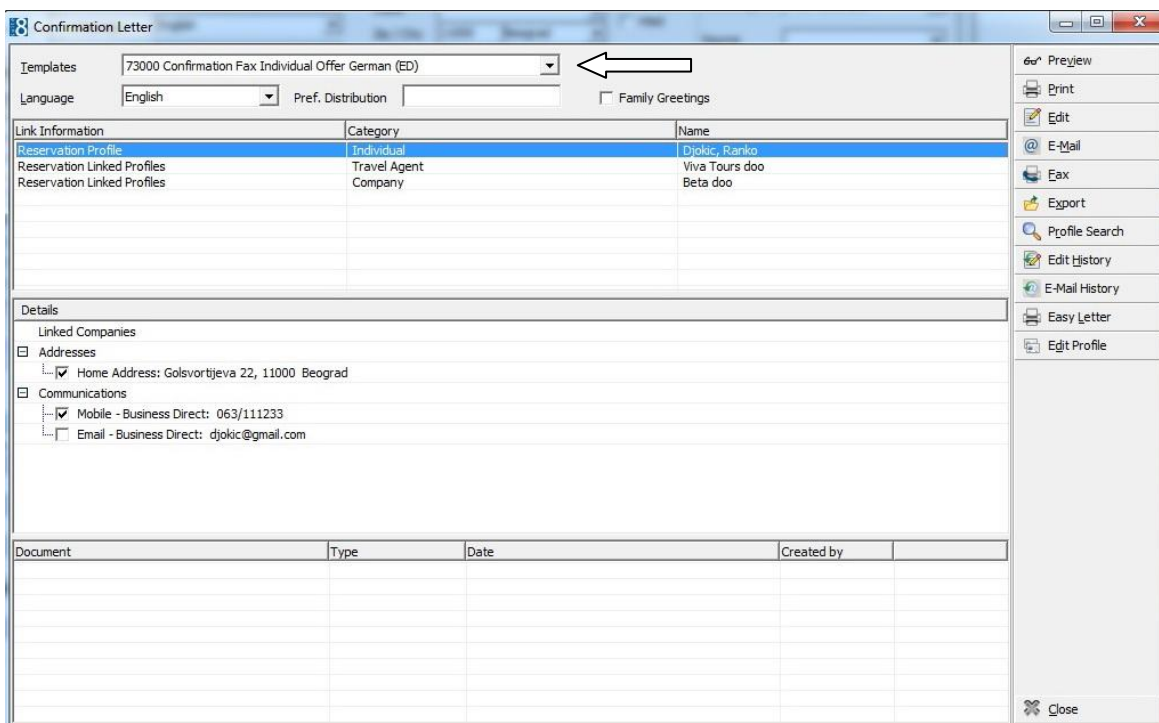 8 Confirmation Letter
Templates 73000 Confirmation Fax Individual Offer German (ED)
Language English Pref. Distribution Family Greetings
Link Information Category Name
Reservation Profile Individual Djokic, Ranko
Reservation Linked Profiles Travel Agent Viva Tours doo
Reservation Linked Profiles Company Beta doo
Details
Linked Companies
Addresses
Home Address: Golsvortijeva 22, 11000 Beograd
Communications
Mobile - Business Direct: 063/111233
Email - Business Direct: djokic@gmail.com
Document Type Date Created by
Preview
Print
Edit
E-Mail
Fax
Export
Profile Search
Edit History
E-Mail History
Easy Letter
Edit Profile
Close